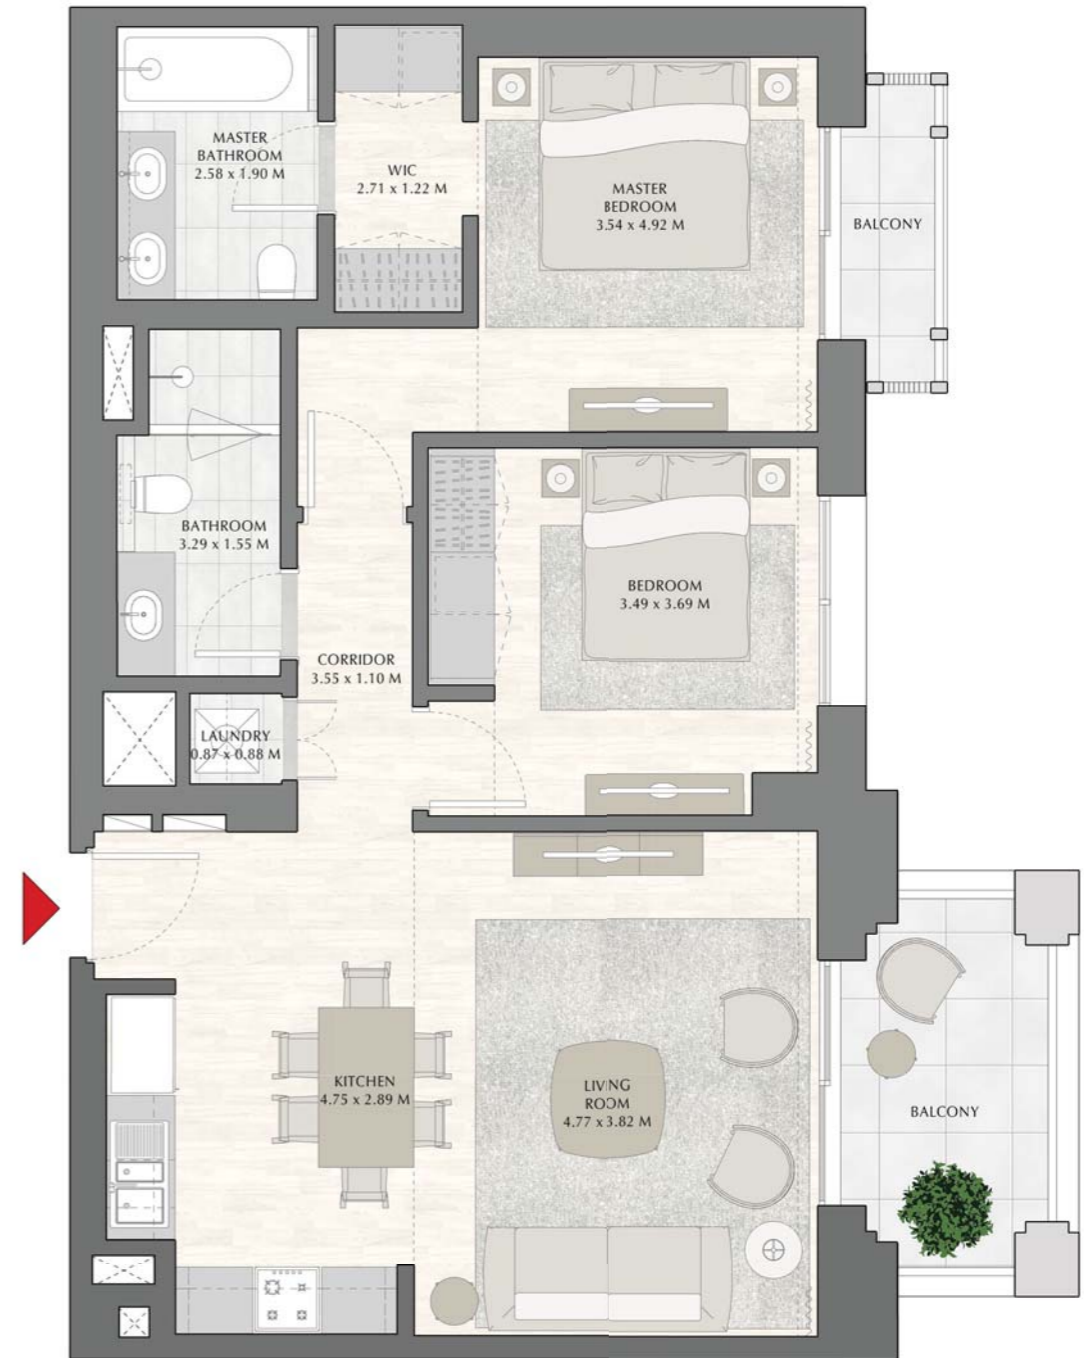 MASTER
BATHROOM
2.58 x 1.90 M
WIC
2.71 x 1.22 M
MASTER
BEDROOM
3.54 x 4.92 M
BALCONY
BATHROOM
3.29 x 1.55 M
BEDROOM
3.49 x 3.69 M
CORRIDOR
3.55 x 1.10 M
LAUNDRY
0.87 x 0.88 M
KITCHEN
4.75 x 2.89 M
LIVING
ROOM
4.77 x 3.82 M
BALCONY